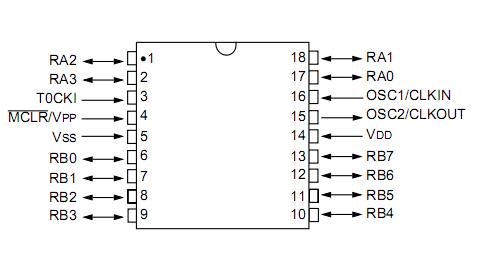 RA2 1 18 RA1
RA3 2 17 RA0
T0CKI 3 16 OSC1/CLKIN
MCLR/VPP 4 15 OSC2/CLKOUT
VSS 5 14 VDD
RB0 6 13 RB7
RB1 7 12 RB6
RB2 8 11 RB5
RB3 9 10 RB4